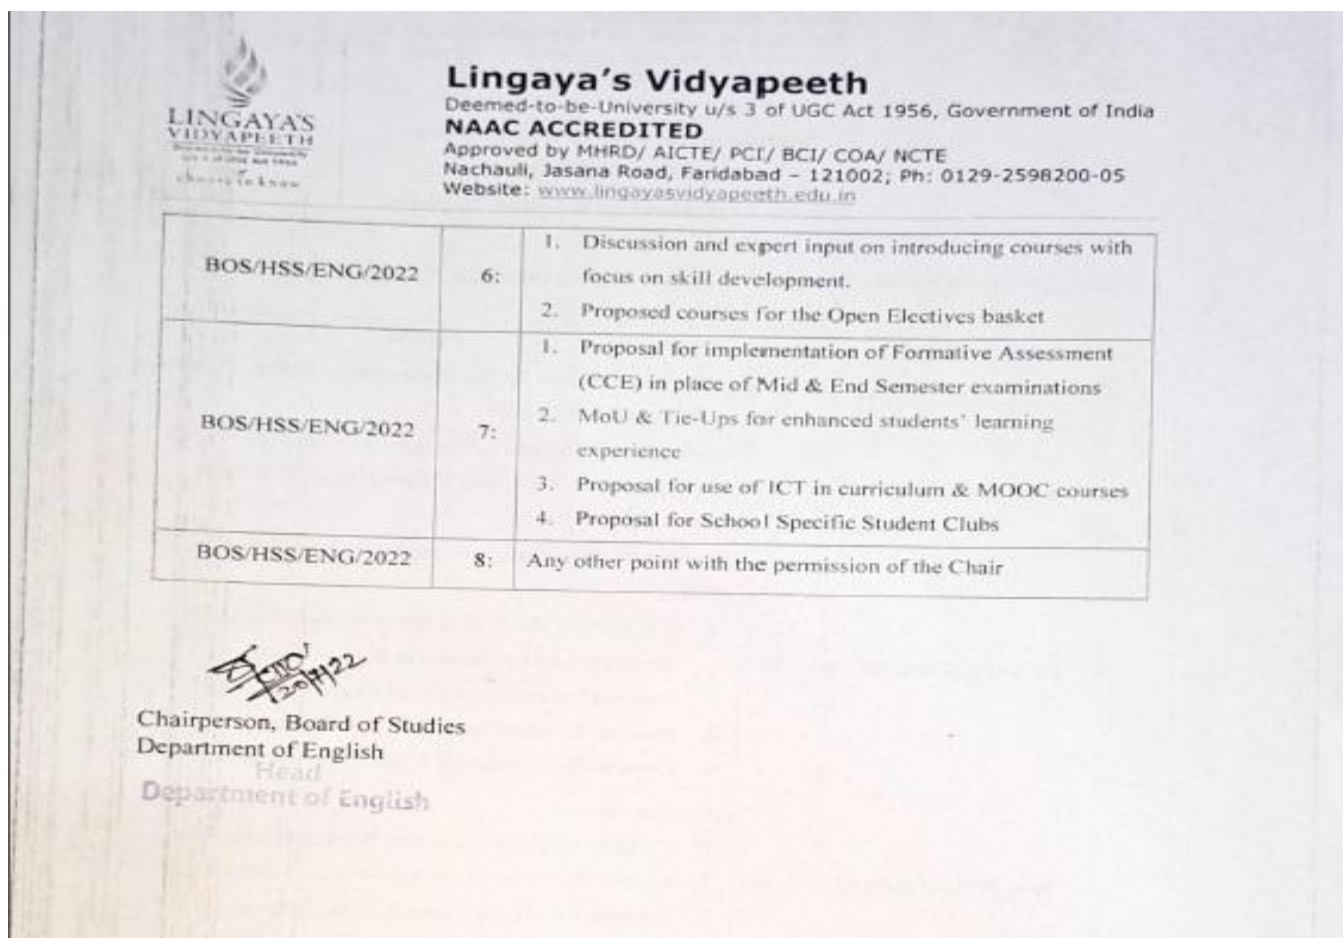 LINGAYA'S
VIDYAPEETH
Lingaya's Vidyapeeth
Deemed-to-be-University u/s 3 of UGC Act 1956, Government of India
NAAC ACCREDITED
Approved by MHRD/ AICTE/ PCI/ BCI/ COA/ NCTE
Nachauli, Jasana Road, Faridabad – 121002; Ph: 0129-2598200-05
Website: www.lingayasvidyapeeth.edu.in
BOS/HSS/ENG/2022 6:
1. Discussion and expert input on introducing courses with
focus on skill development.
2. Proposed courses for the Open Electives basket
BOS/HSS/ENG/2022 7:
1. Proposal for implementation of Formative Assessment
(CCE) in place of Mid & End Semester examinations
2. MoU & Tie-Ups for enhanced students' learning
experience
3. Proposal for use of ICT in curriculum & MOOC courses
4. Proposal for School Specific Student Clubs
BOS/HSS/ENG/2022 8: Any other point with the permission of the Chair
20/7/22
Chairperson, Board of Studies
Department of English
Head
Department of English